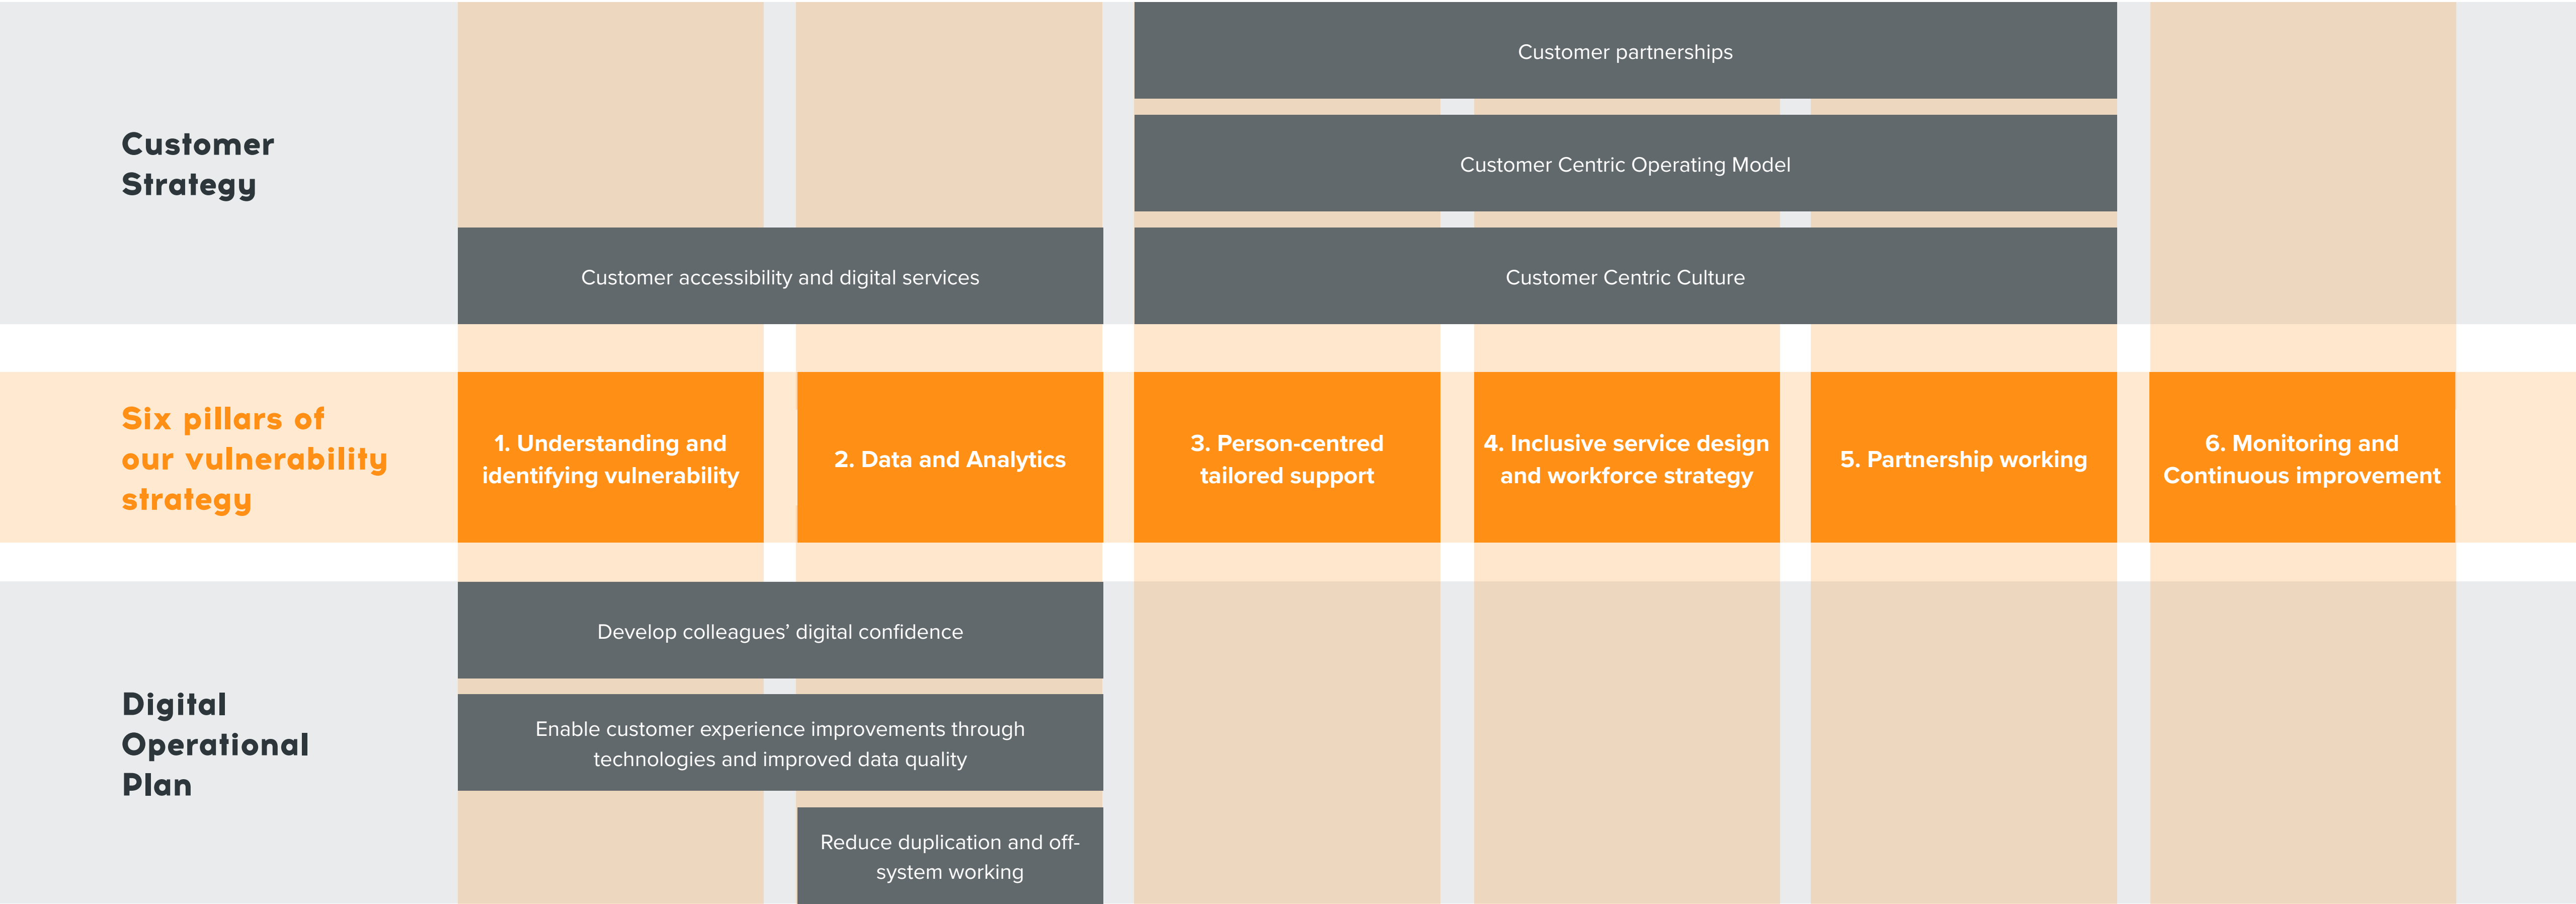 Customer
Strategy
Customer partnerships
Customer Centric Operating Model
Customer accessibility and digital services
Customer Centric Culture
Six pillars of
our vulnerability
strategy
1. Understanding and
identifying vulnerability
2. Data and Analytics
3. Person-centred
tailored support
4. Inclusive service design
and workforce strategy
5. Partnership working
6. Monitoring and
Continuous improvement
Digital
Operational
Plan
Develop colleagues’ digital confidence
Enable customer experience improvements through
technologies and improved data quality
Reduce duplication and off-
system working